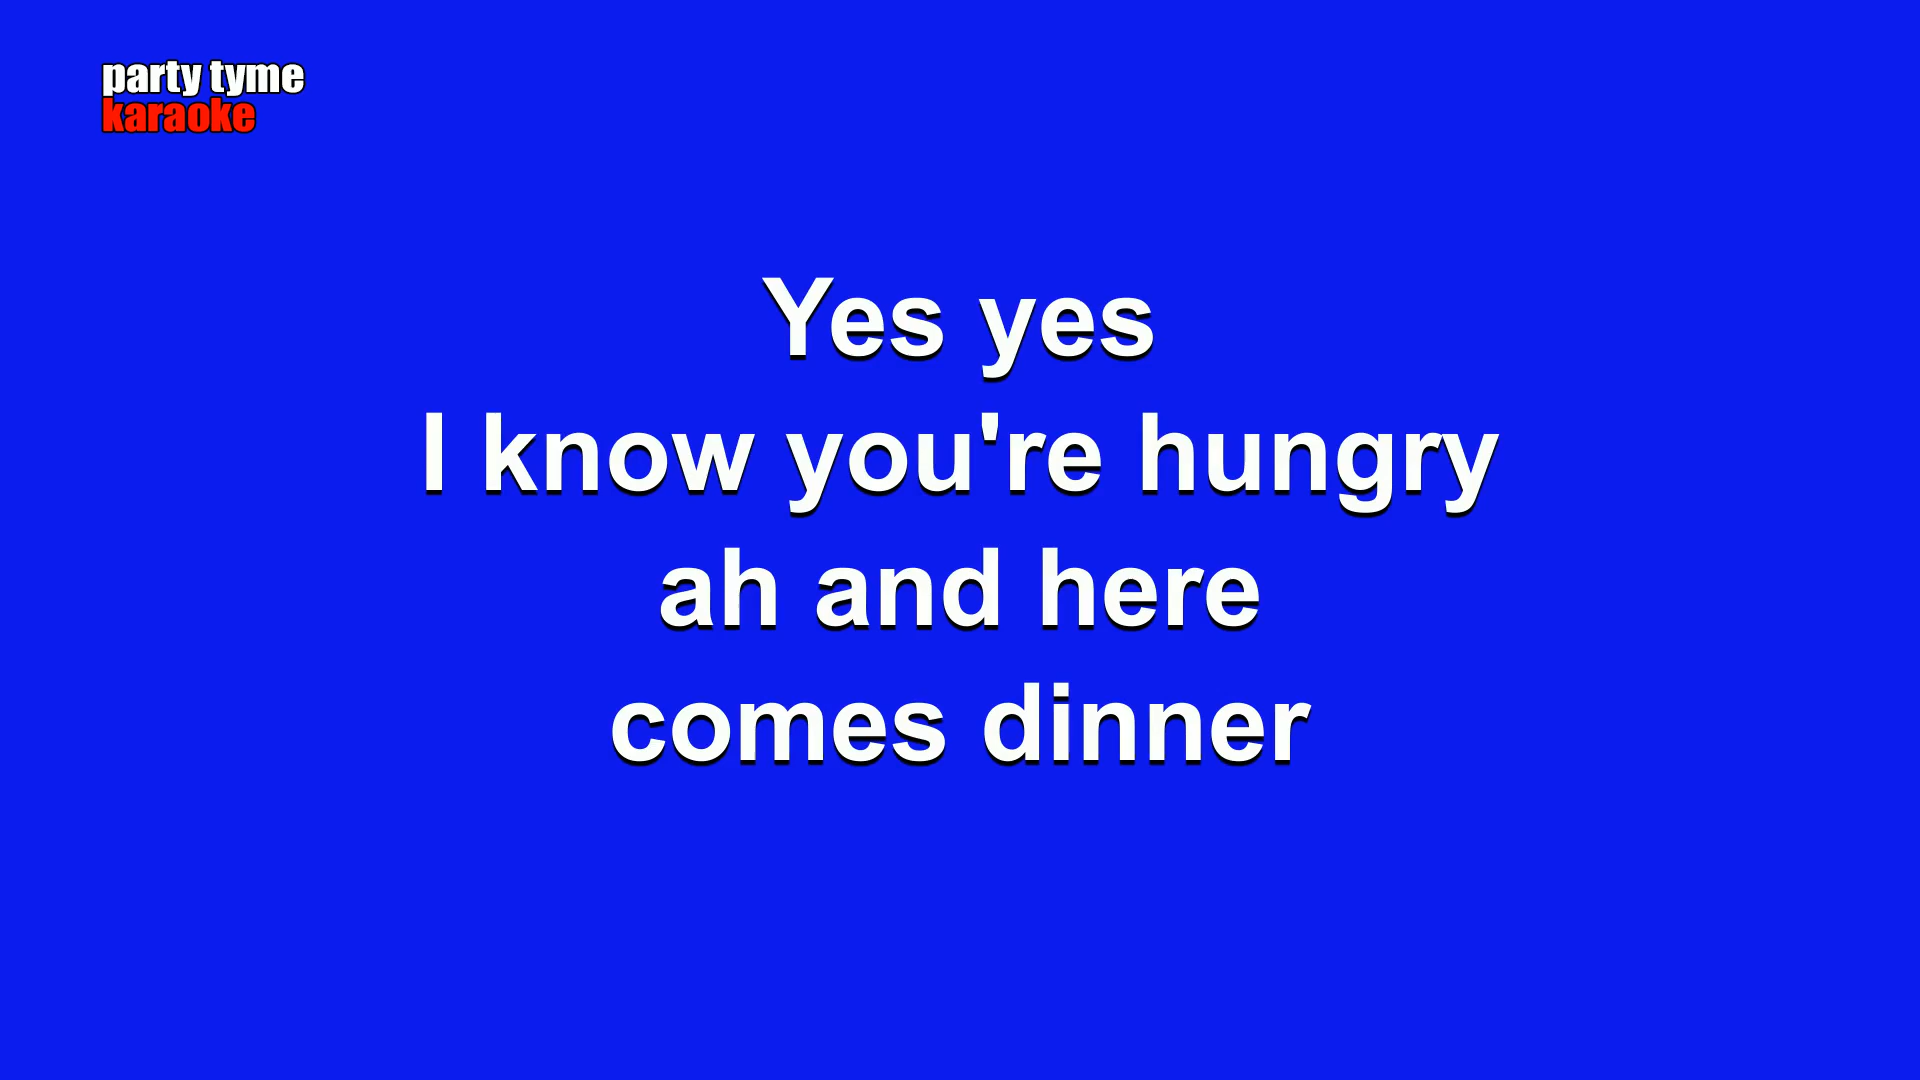 party tyme
karaoke
Yes yes
I know you're hungry
ah and here
comes dinner